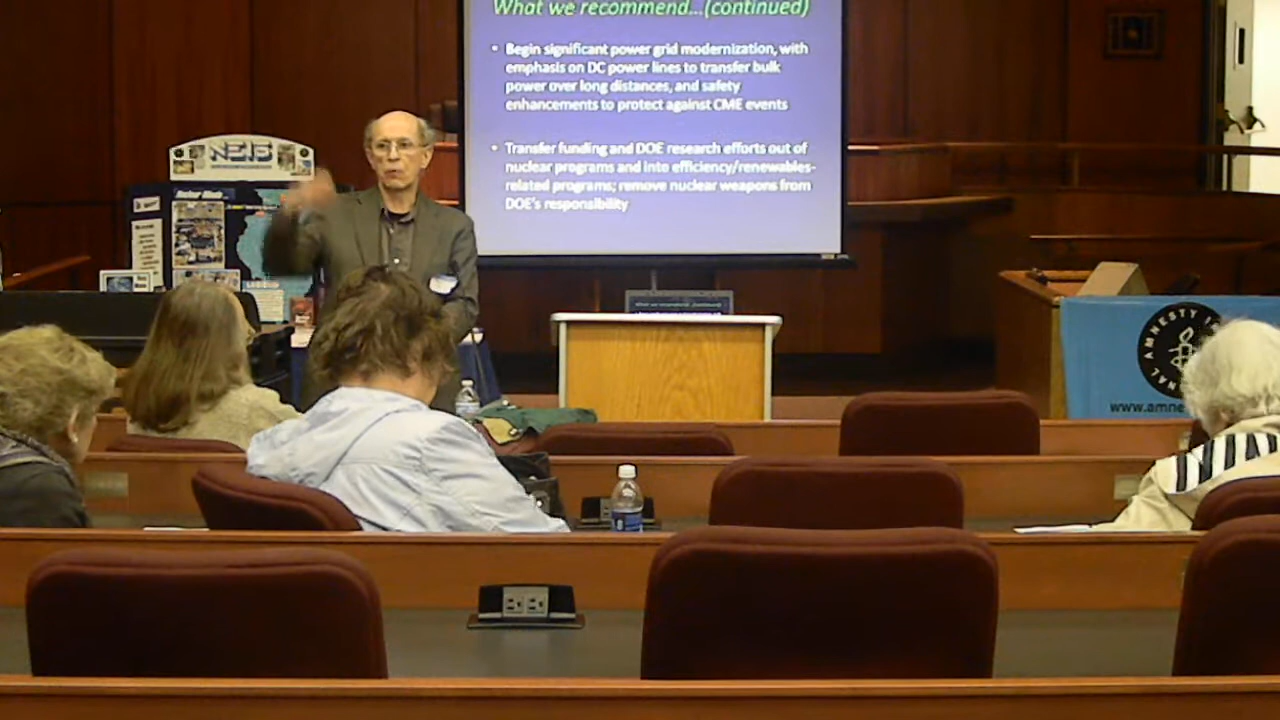 What we recommend...(continued)
• Begin significant power grid modernization, with
emphasis on DC power lines to transfer bulk
power over long distances, and safety
enhancements to protect against CME events
• Transfer funding and DOE research efforts out of
nuclear programs and into efficiency/renewables-
related programs; remove nuclear weapons from
DOE's responsibility
NEIS
AMNESTY
NAL
www.amne